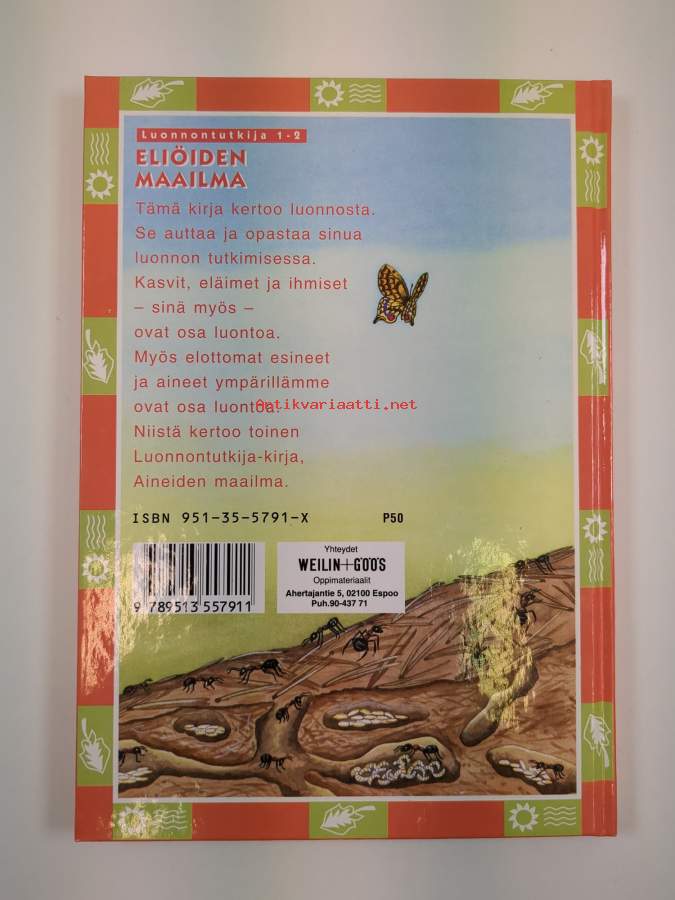 Luonnontutkija 1-2
ELIÖIDEN
MAAILMA
Tämä kirja kertoo luonnosta.
Se auttaa ja opastaa sinua
luonnon tutkimisessa.
Kasvit, eläimet ja ihmiset
– sinä myös –
ovat osa luontoa.
Myös elottomat esineet
ja aineet ympärillämme
ovat osa luontoa.
Antikvariaatti.net
Niistä kertoo toinen
Luonnontutkija-kirja,
Aineiden maailma.
ISBN 951-35-5791-X P50
Yhteydet
WEILIN+GÖÖS
Oppimateriaalit
Ahertajantie 5, 02100 Espoo
Puh.90-437 71
9 789513 557911